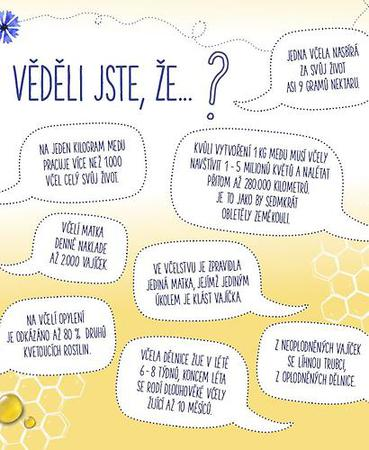 VĚDĚLI JSTE, ŽE... ?
JEDNA VČELA NASBÍRÁ
ZA SVŮJ ŽIVOT
ASI 9 GRAMŮ NEKTARU.
NA JEDEN KILOGRAM MEDU
PRACUJE VÍCE NEŽ 1000
VČEL CELÝ SVŮJ ŽIVOT.
KVŮLI VYTVOŘENÍ 1 KG MEDU MUSÍ VČELY
NAVŠTÍVIT 1 - 5 MILIONŮ KVĚTŮ A NALÉTAT
PŘITOM AŽ 280.000 KILOMETRŮ.
JE TO JAKO BY SEDMKRÁT
OBLETĚLY ZEMĚKOULI.
VČELÍ MATKA
DENNĚ NAKLADE
AŽ 2000 VAJÍČEK.
VE VČELSTVU JE ZPRAVIDLA
JEDINÁ MATKA, JEJÍMŽ JEDINÝM
ÚKOLEM JE KLÁST VAJÍČKA.
NA VČELÍ OPYLENÍ
JE ODKÁZÁNO AŽ 80 % DRUHŮ
KVETOUCÍCH ROSTLIN.
VČELA DĚLNICE ŽIJE V LÉTĚ
6 - 8 TÝDNŮ, KONCEM LÉTA
SE RODÍ DLOUHOVĚKÉ VČELY
ŽIJÍCÍ AŽ 10 MĚSÍCŮ.
Z NEOPLODNĚNÝCH VAJÍČEK
SE LÍHNOU TRUBCI,
Z OPLOZENÝCH DĚLNICE.